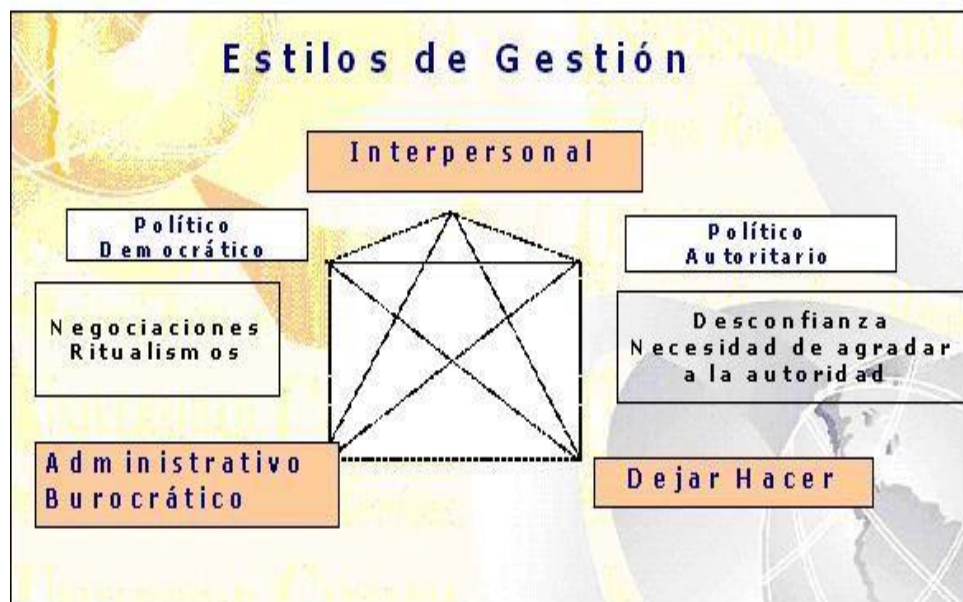 Estilos de Gestión
Interpersonal
Político
Democrático
Político
Autoritario
Negociaciones
Ritualismos
Desconfianza
Necesidad de agradar
a la autoridad
Administrativo
Burocrático
Dejar Hacer